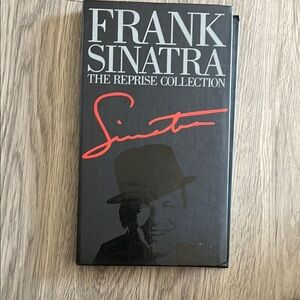 FRANK
SINATRA
THE REPRISE COLLECTION
Sinatra